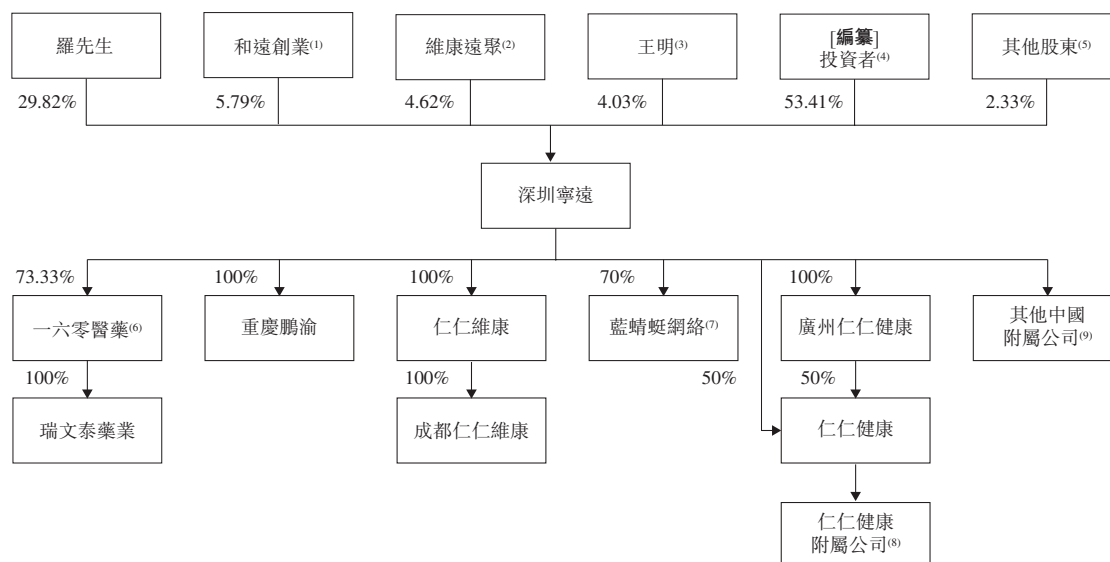 羅先生
和遠創業(1)
維康遠聚(2)
王明(3)
[編纂]
投資者(4)
其他股東(5)
29.82%
5.79%
4.62%
4.03%
53.41%
2.33%
深圳寧遠
73.33%
100%
100%
70%
100%
一六零醫藥(6)
重慶鵬渝
仁仁維康
藍蜻蜓網絡(7)
廣州仁仁健康
其他中國
附屬公司(9)
100%
100%
50%
50%
瑞文泰藥業
成都仁仁維康
仁仁健康
仁仁健康
附屬公司(8)